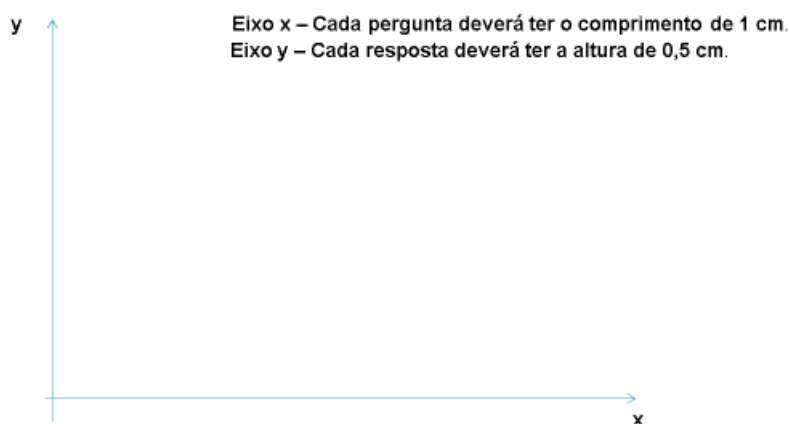 y
Eixo x – Cada pergunta deverá ter o comprimento de 1 cm.
Eixo y – Cada resposta deverá ter a altura de 0,5 cm.
x